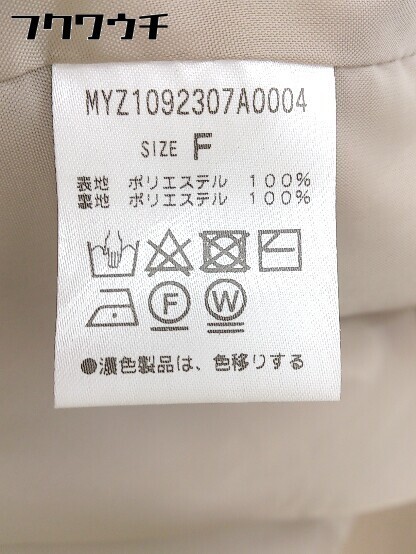 フクウウチ
MYZ1092307A0004
SIZE F
表地 ポリエステル 100%
裏地 ポリエステル 100%
F W
●濃色製品は、色移りする